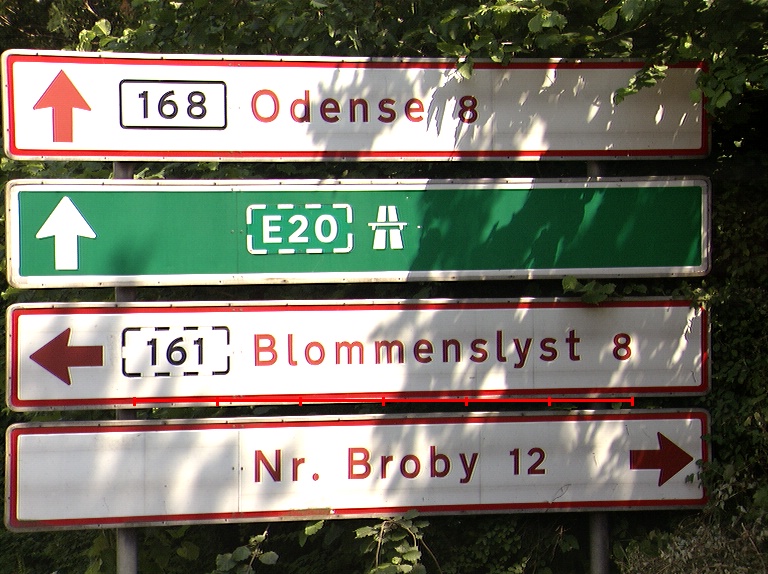 168 Odense 8
E20
161 Blommenslyst 8
Nr. Broby 12